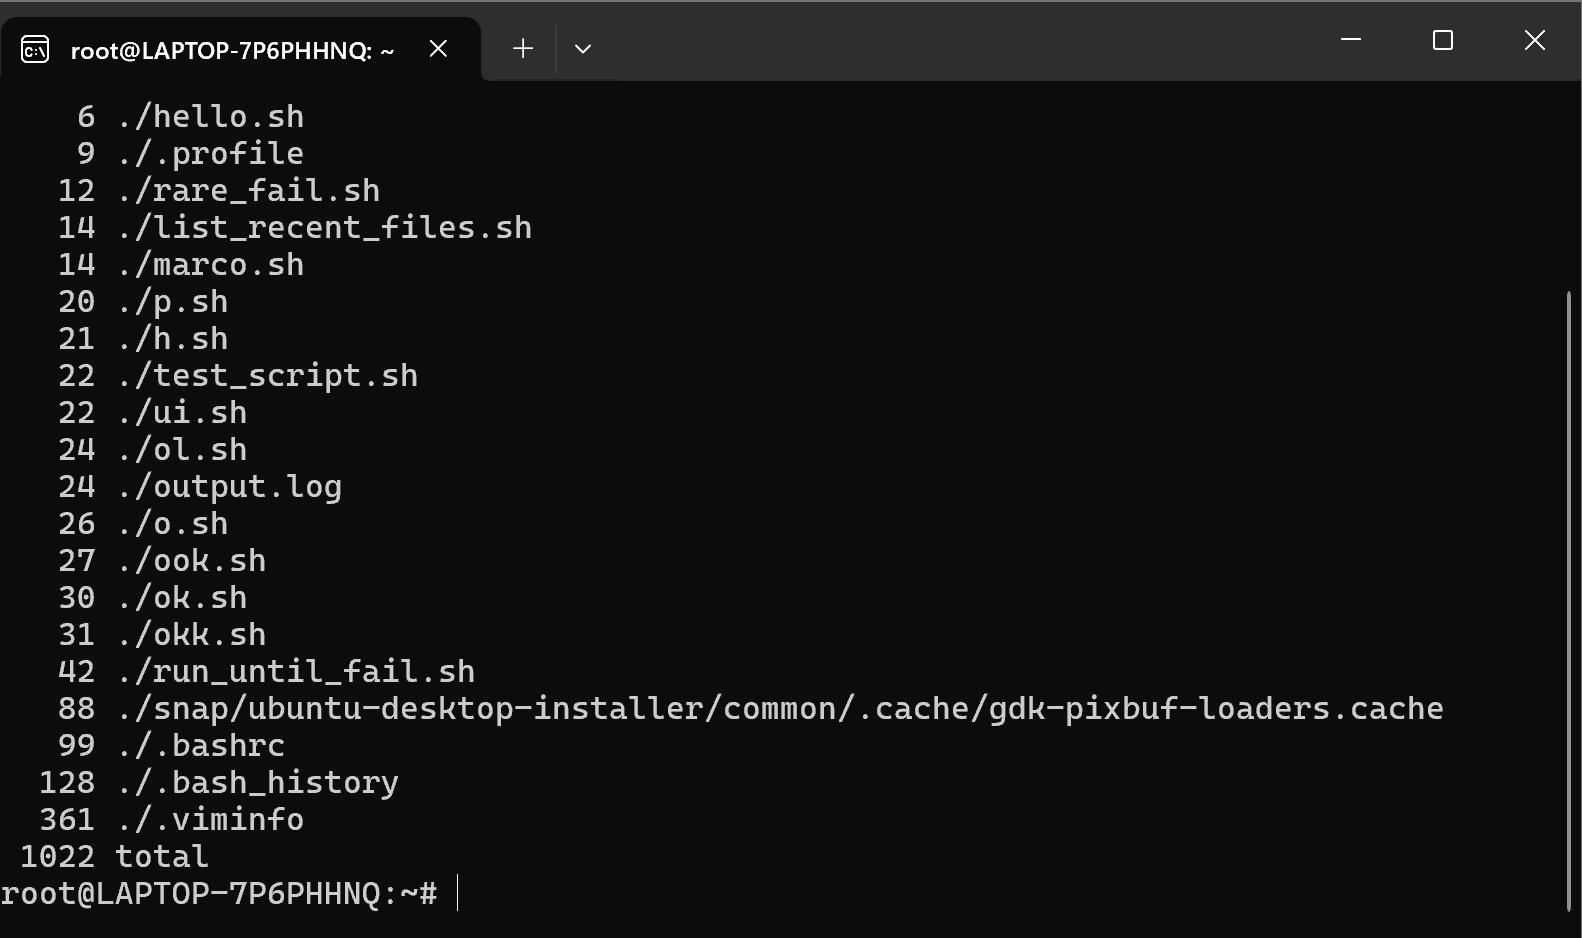 root@LAPTOP-7P6PHHNQ: ~
6 ./hello.sh
9 ./.profile
12 ./rare_fail.sh
14 ./list_recent_files.sh
14 ./marco.sh
20 ./p.sh
21 ./h.sh
22 ./test_script.sh
22 ./ui.sh
24 ./ol.sh
24 ./output.log
26 ./o.sh
27 ./ook.sh
30 ./ok.sh
31 ./okk.sh
42 ./run_until_fail.sh
88 ./snap/ubuntu-desktop-installer/common/.cache/gdk-pixbuf-loaders.cache
99 ./.bashrc
128 ./.bash_history
361 ./.viminfo
1022 total
root@LAPTOP-7P6PHHNQ:~#